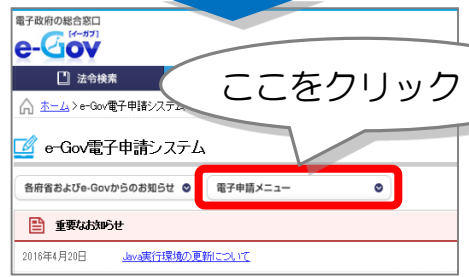 電子政府の総合窓口
[イーガブ]
e-Gov
法令検索
ここをクリック
ホーム > e-Gov電子申請システム
e-Gov電子申請システム
各府省およびe-Govからのお知らせ
電子申請メニュー
重要なお知らせ
2016年4月20日 Java実行環境の更新について